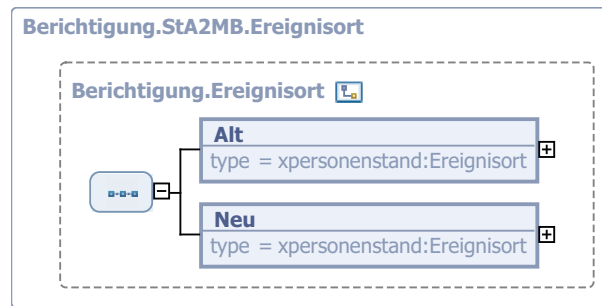 Berichtigung.StA2MB.Ereignisort
Berichtigung.Ereignisort
Alt
type = xpersonenstand:Ereignisort
Neu
type = xpersonenstand:Ereignisort